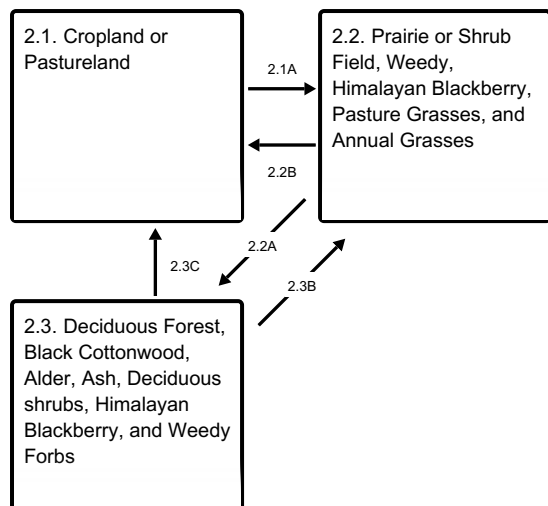 2.1. Cropland or
Pastureland
2.1A
2.2. Prairie or Shrub
Field, Weedy,
Himalayan Blackberry,
Pasture Grasses, and
Annual Grasses
2.2B
2.2A
2.3C
2.3B
2.3. Deciduous Forest,
Black Cottonwood,
Alder, Ash, Deciduous
shrubs, Himalayan
Blackberry, and Weedy
Forbs